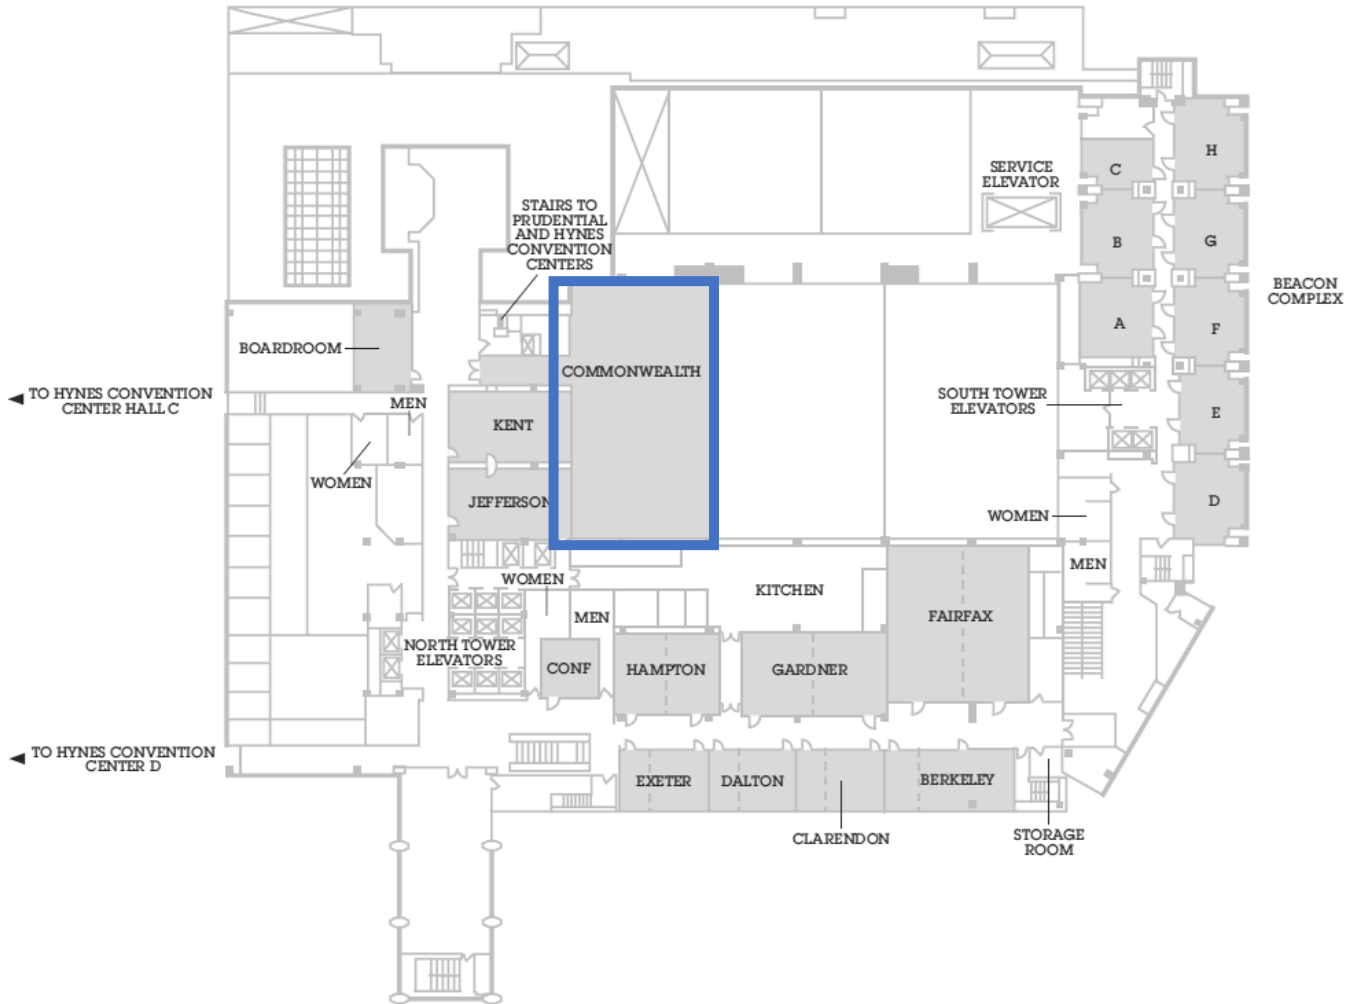 SERVICE
ELEVATOR
C
H
B
G
STAIRS TO
PRUDENTIAL
AND HYNES
CONVENTION
CENTERS
BEACON
COMPLEX
A
F
BOARDROOM
COMMONWEALTH
TO HYNES CONVENTION
CENTER HALL C
MEN
SOUTH TOWER
ELEVATORS
E
KENT
WOMEN
JEFFERSON
D
WOMEN
MEN
WOMEN
KITCHEN
MEN
FAIRFAX
NORTH TOWER
ELEVATORS
CONF
HAMPTON
GARDNER
TO HYNES CONVENTION
CENTER D
EXETER
DALTON
BERKELEY
CLARENDON
STORAGE
ROOM